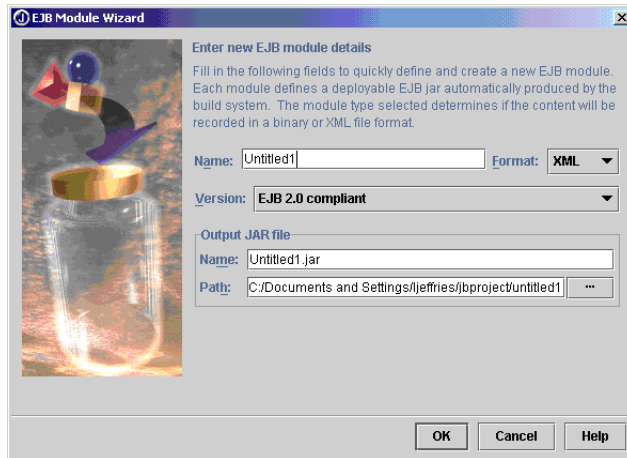 EJB Module Wizard
Enter new EJB module details
Fill in the following fields to quickly define and create a new EJB module.
Each module defines a deployable EJB jar automatically produced by the
build system. The module type selected determines if the content will be
recorded in a binary or XML file format.
Name: Untitled1 Format: XML
Version: EJB 2.0 compliant
Output JAR file
Name: Untitled1.jar
Path: C:/Documents and Settings/ljeffries/jbproject/untitled1 ...
OK Cancel Help